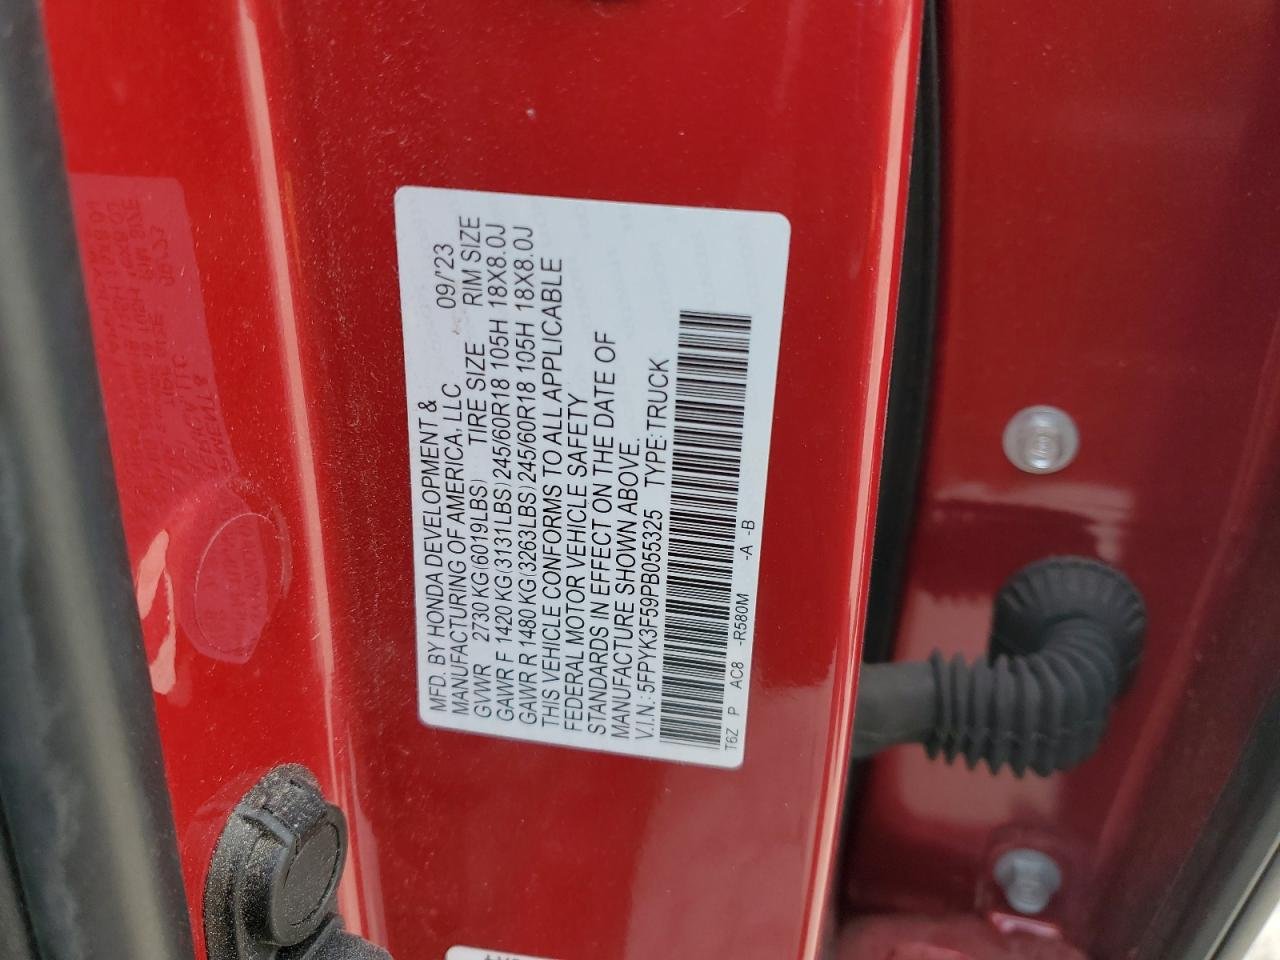 MFD. BY HONDA DEVELOPMENT &
MANUFACTURING OF AMERICA, LLC 09/'23
GVWR 2730 KG(6019LBS) TIRE SIZE RIM SIZE
GAWR F 1420 KG(3131LBS) 245/60R18 105H 18X8.0J
GAWR R 1480 KG(3263LBS) 245/60R18 105H 18X8.0J
THIS VEHICLE CONFORMS TO ALL APPLICABLE
FEDERAL MOTOR VEHICLE SAFETY
STANDARDS IN EFFECT ON THE DATE OF
MANUFACTURE SHOWN ABOVE.
V.I.N.: 5FPYK3F59PB055325 TYPE: TRUCK
T6Z P AC8 -R580M -A -B